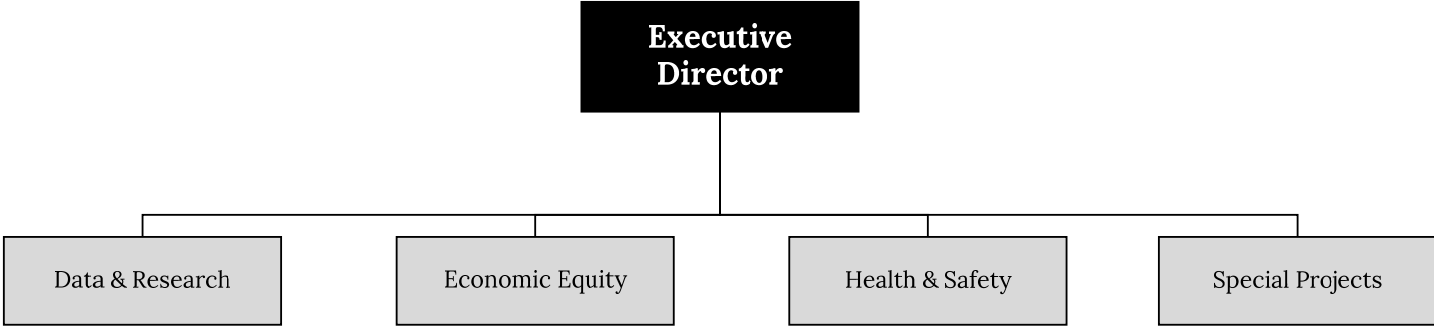 Executive
Director
Data & Research
Economic Equity
Health & Safety
Special Projects